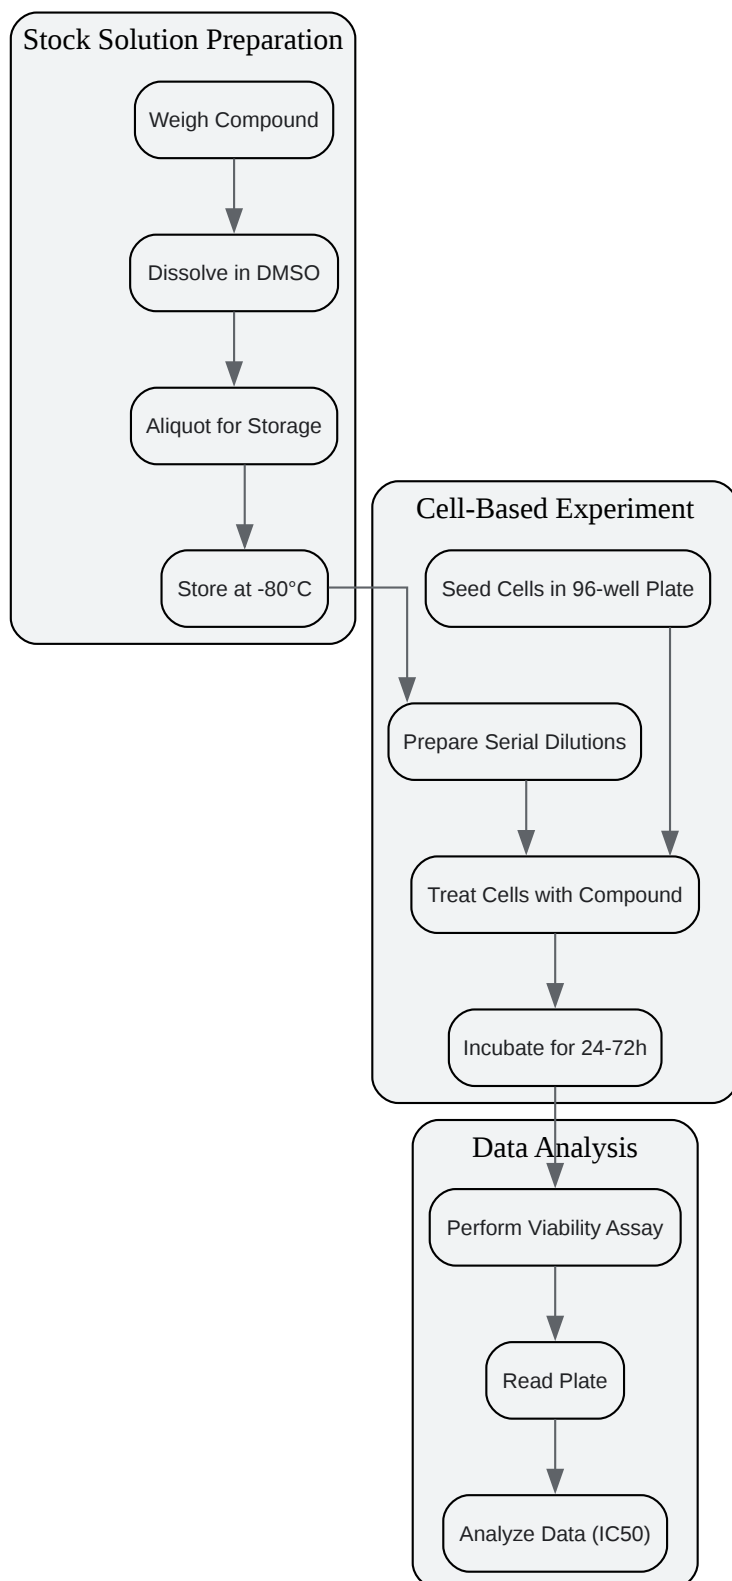 Stock Solution Preparation
Weigh Compound
Dissolve in DMSO
Aliquot for Storage
Store at -80°C
Cell-Based Experiment
Seed Cells in 96-well Plate
Prepare Serial Dilutions
Treat Cells with Compound
Incubate for 24-72h
Data Analysis
Perform Viability Assay
Read Plate
Analyze Data (IC50)